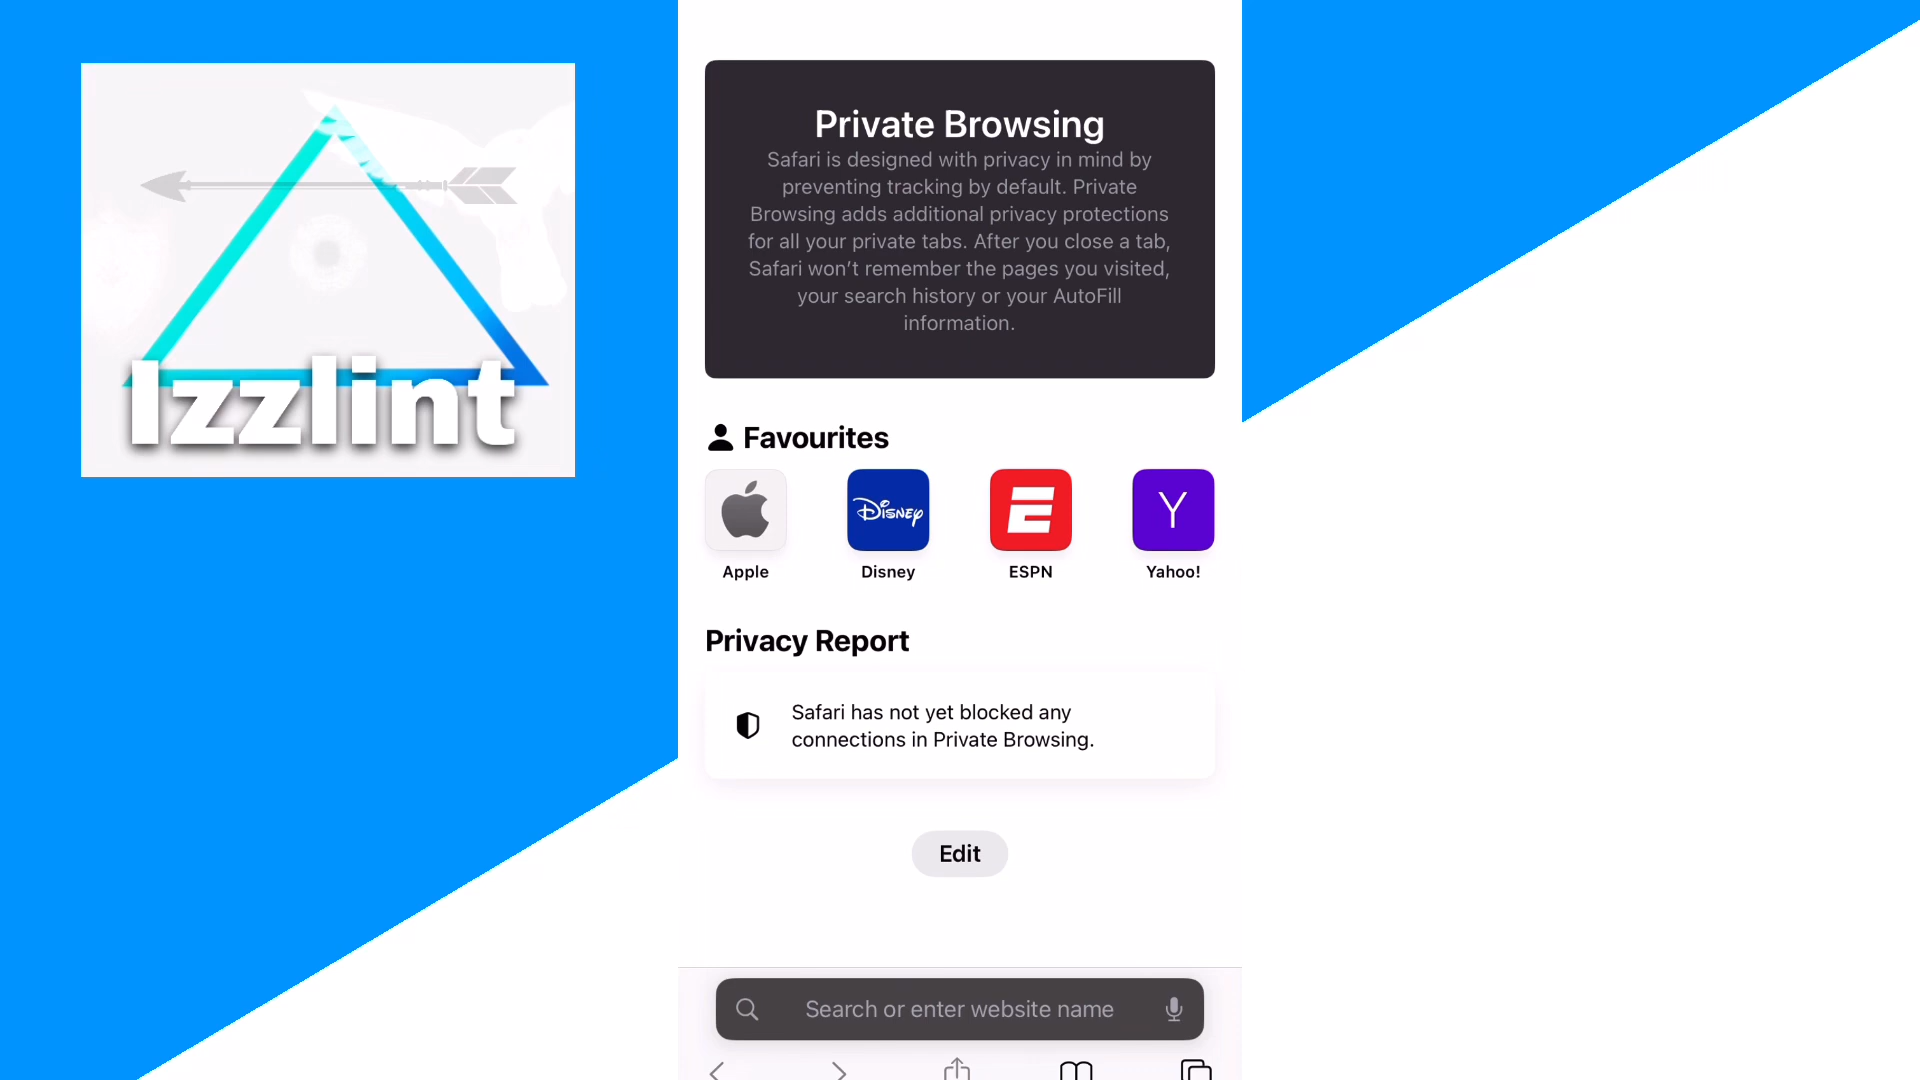 Izzlint
Private Browsing
Safari is designed with privacy in mind by
preventing tracking by default. Private
Browsing adds additional privacy protections
for all your private tabs. After you close a tab,
Safari won’t remember the pages you visited,
your search history or your AutoFill
information.
Favourites
Disney
E
Y
Apple
Disney
ESPN
Yahoo!
Privacy Report
Safari has not yet blocked any
connections in Private Browsing.
Edit
Search or enter website name